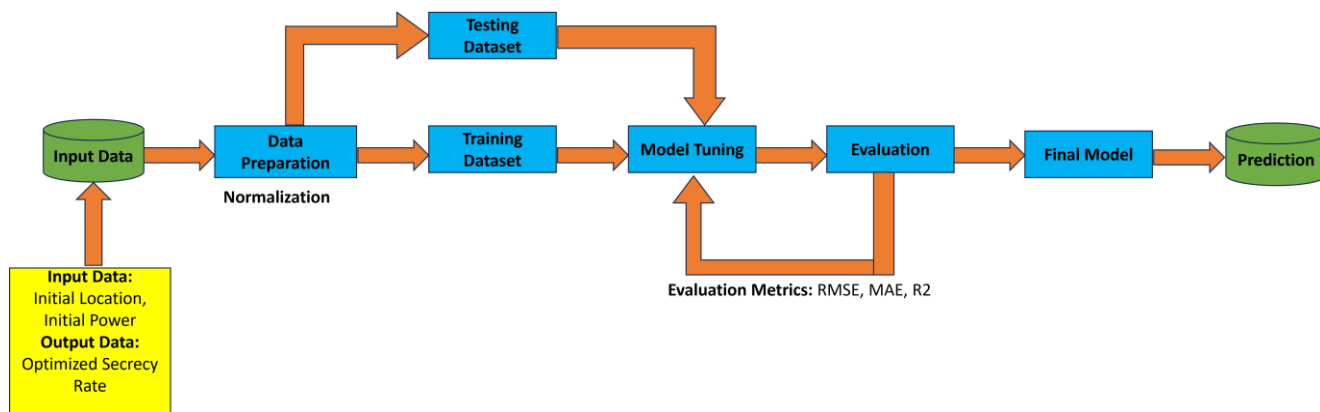 Testing
Dataset
Input Data
Data
Preparation
Training
Dataset
Model Tuning
Evaluation
Final Model
Prediction
Normalization
Input Data:
Initial Location,
Initial Power
Output Data:
Optimized Secrecy
Rate
Evaluation Metrics: RMSE, MAE, R2